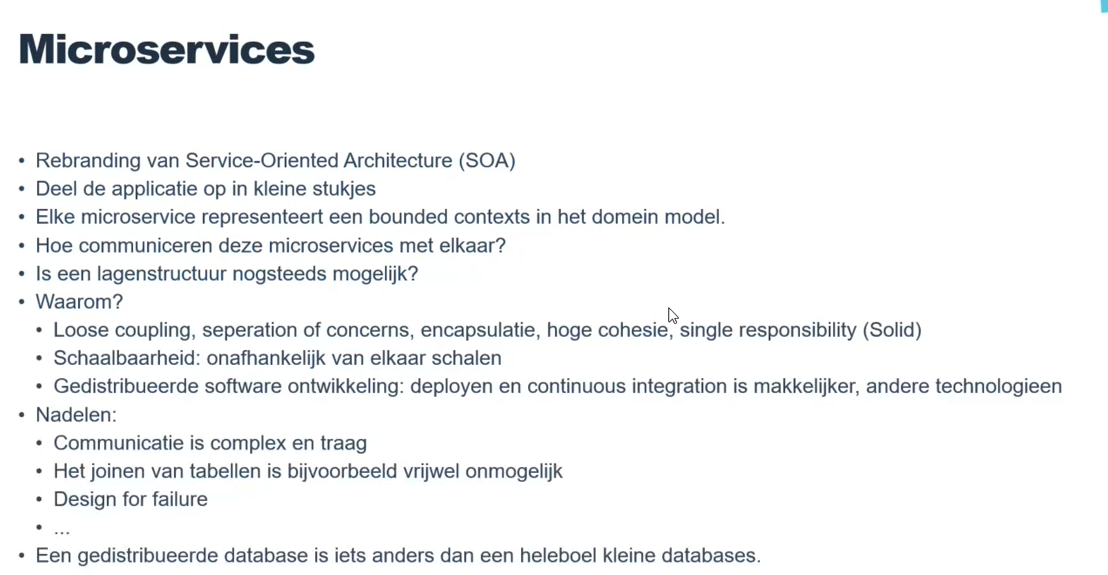 Microservices
• Rebranding van Service-Oriented Architecture (SOA)
• Deel de applicatie op in kleine stukjes
• Elke microservice representeert een bounded contexts in het domein model.
• Hoe communiceren deze microservices met elkaar?
• Is een lagenstructuur nogsteeds mogelijk?
• Waarom?
• Loose coupling, seperation of concerns, encapsulatie, hoge cohesie, single responsibility (Solid)
• Schaalbaarheid: onafhankelijk van elkaar schalen
• Gedistribueerde software ontwikkeling: deployen en continuous integration is makkelijker, andere technologieen
• Nadelen:
• Communicatie is complex en traag
• Het joinen van tabellen is bijvoorbeeld vrijwel onmogelijk
• Design for failure
• ...
• Een gedistribueerde database is iets anders dan een heleboel kleine databases.